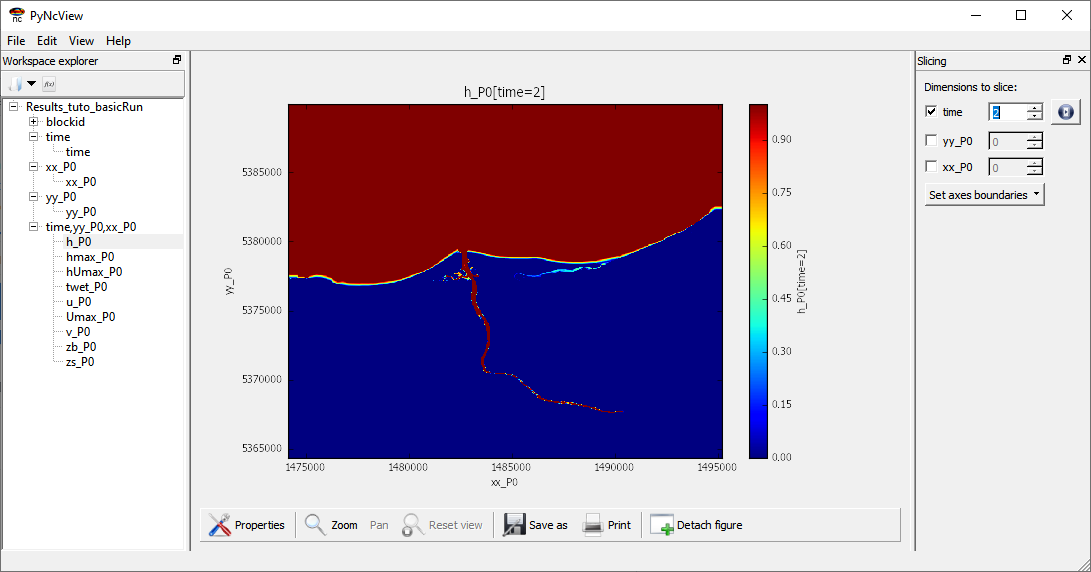 PyNcView
File Edit View Help
Workspace explorer
f(x)
Results_tuto_basicRun
blockid
time
time
xx_P0
xx_P0
yy_P0
yy_P0
time,yy_P0,xx_P0
h_P0
hmax_P0
hUmax_P0
twet_P0
u_P0
Umax_P0
v_P0
zb_P0
zs_P0
h_P0[time=2]
5385000
5380000
5375000
5370000
5365000
yy_P0
1475000 1480000 1485000 1490000 1495000
xx_P0
0.90
0.75
0.60
0.45
0.30
0.15
0.00
h_P0[time=2]
Properties Zoom Pan Reset view Save as Print Detach figure
Slicing
Dimensions to slice:
time 2
yy_P0 0
xx_P0 0
Set axes boundaries